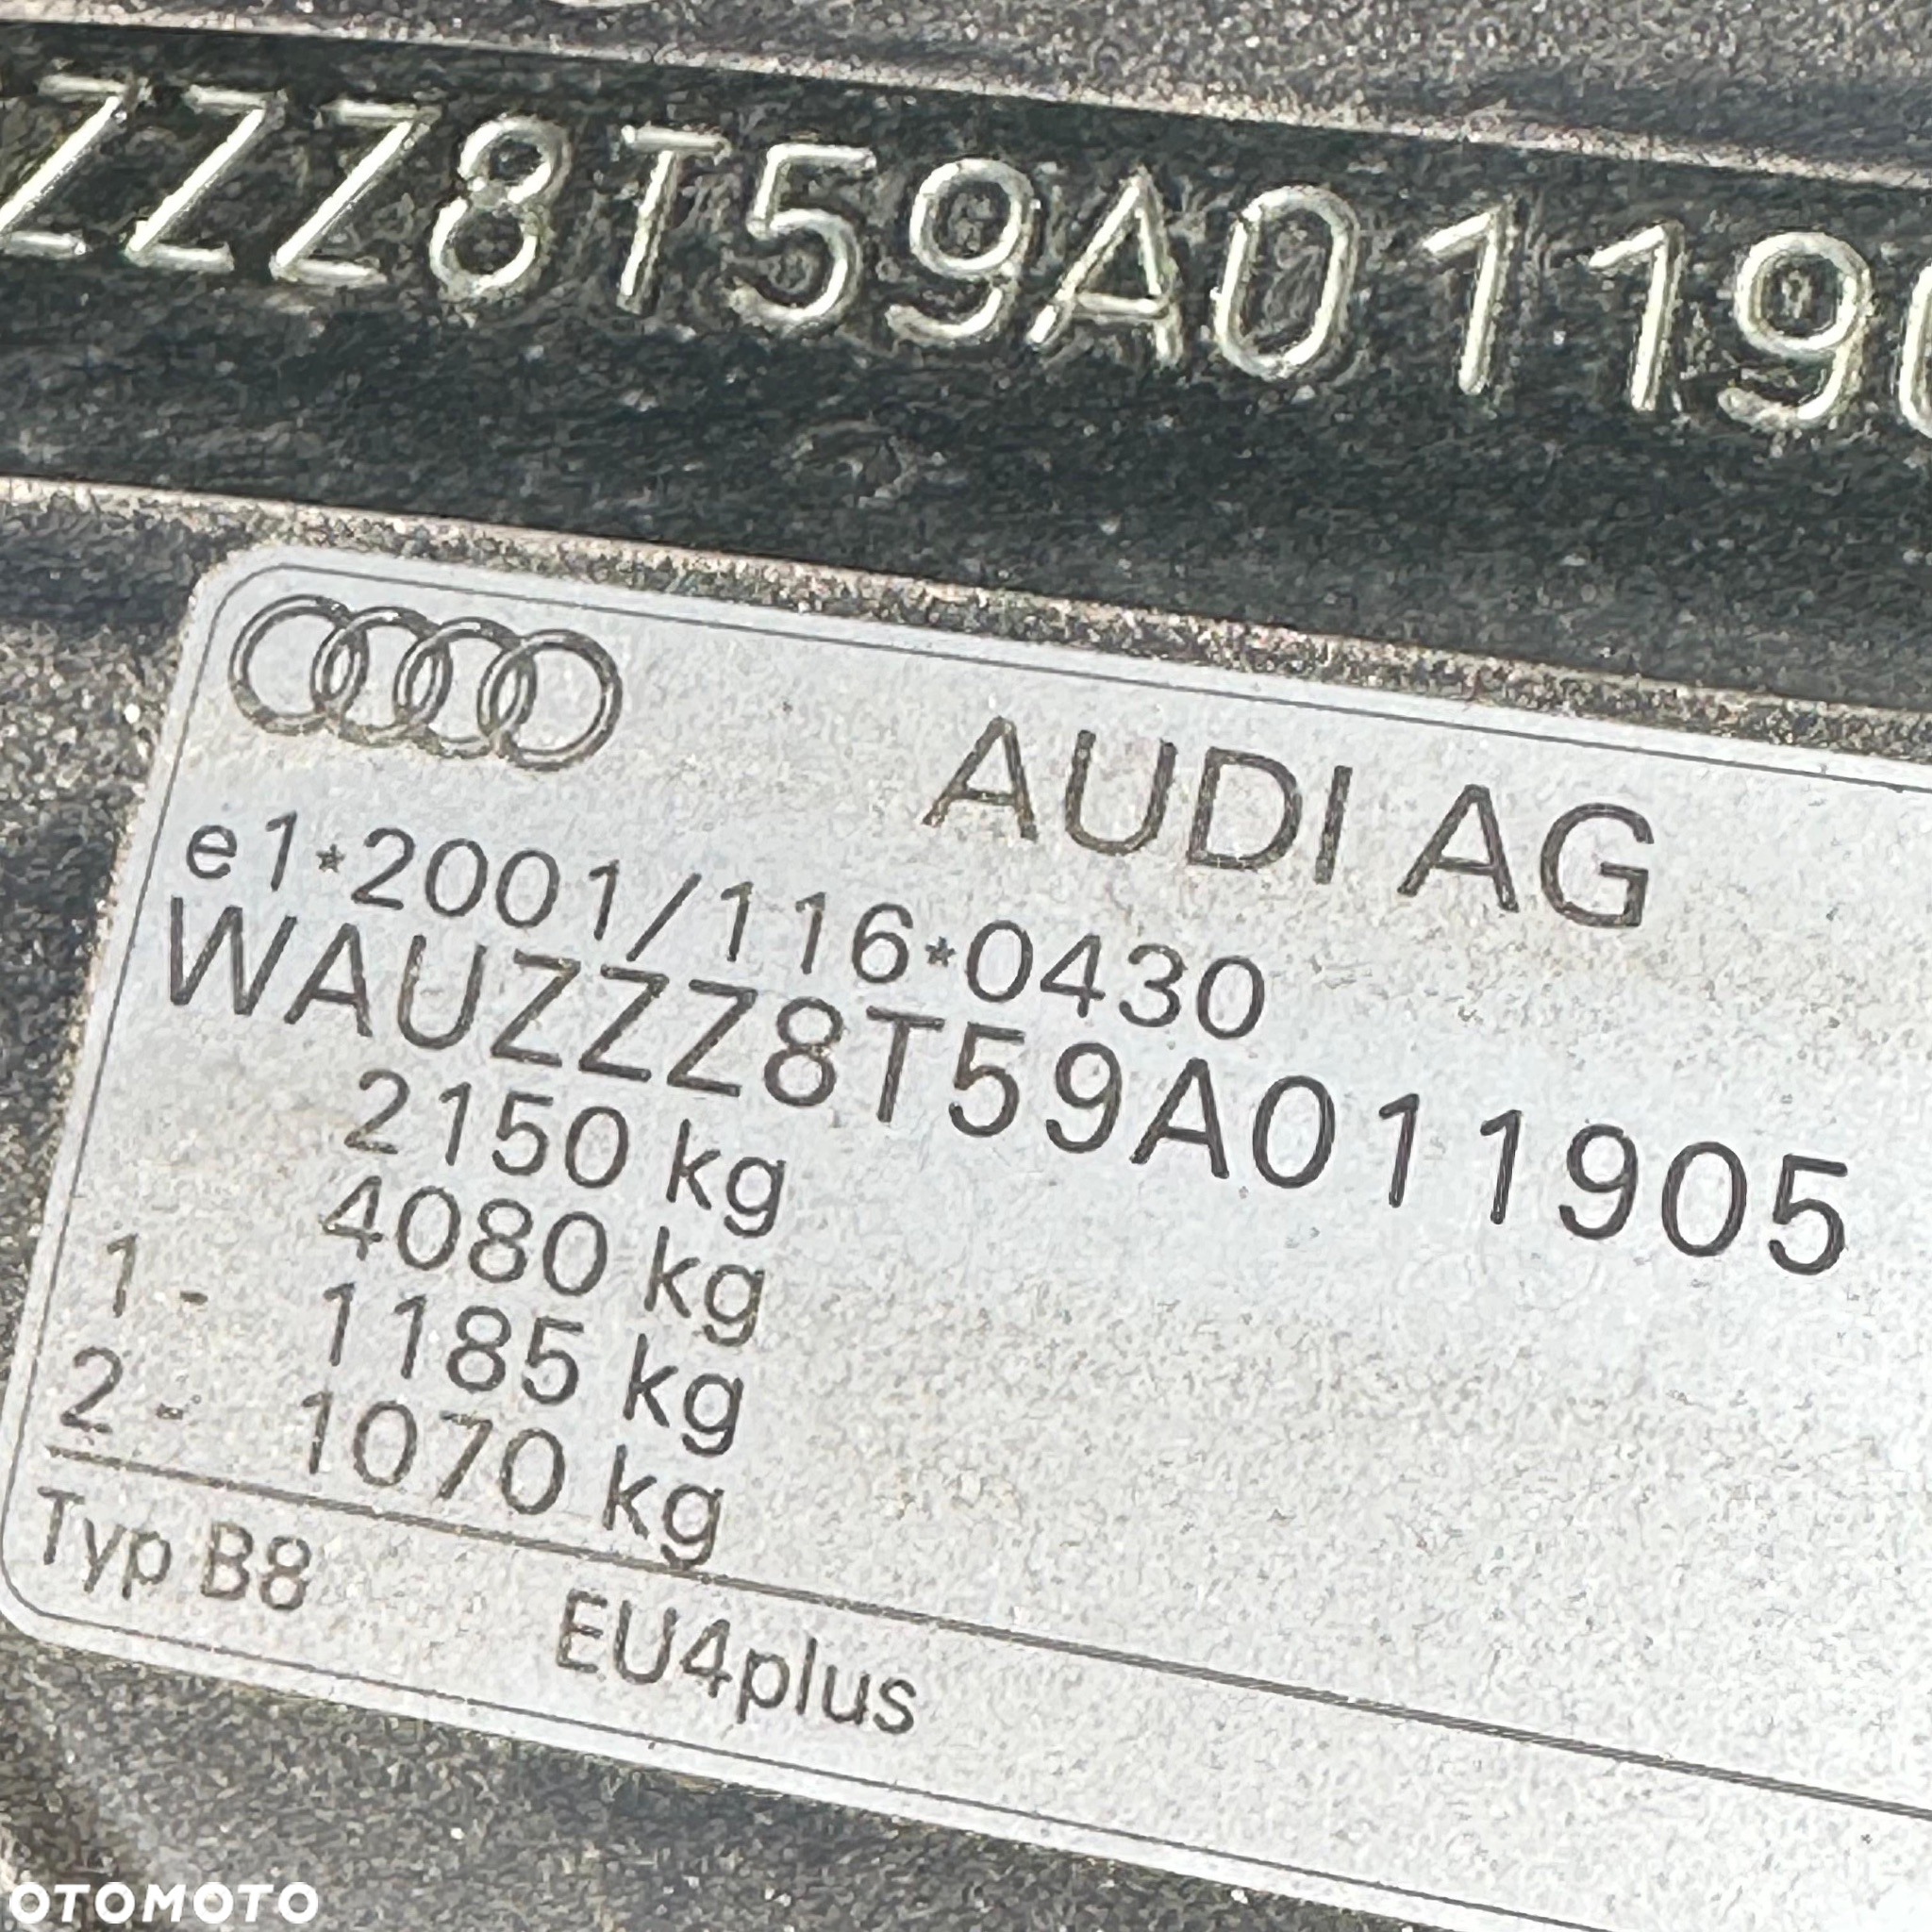 ZZZ8T59A0119
AUDI AG
e1*2001/116*0430
WAUZZZ8T59A011905
2150 kg
4080 kg
1 - 1185 kg
2 - 1070 kg
Typ B8 EU4plus
OTOMOTO